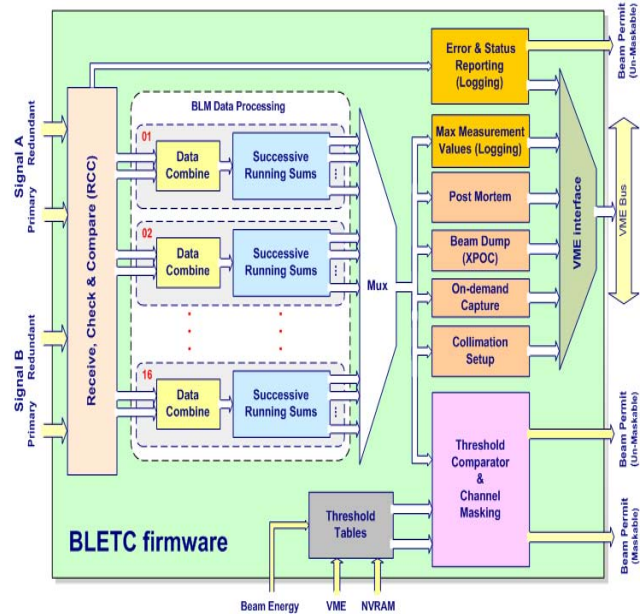 Beam Permit
(Un-Maskable)
Error & Status
Reporting
(Logging)
BLM Data Processing
01
Data
Combine
Successive
Running Sums
...
Max Measurement
Values (Logging)
Signal A
Redundant
Primary
Receive, Check & Compare (RCC)
Post Mortem
02
Data
Combine
Successive
Running Sums
...
Mux
Beam Dump
(XPOC)
VME interface
VME Bus
On-demand
Capture
Collimation
Setup
Signal B
Redundant
Primary
16
Data
Combine
Successive
Running Sums
...
Threshold
Comparator
&
Channel
Masking
Beam Permit
(Un-Maskable)
Beam Permit
(Maskable)
Threshold
Tables
BLETC firmware
Beam Energy
VME
NVRAM